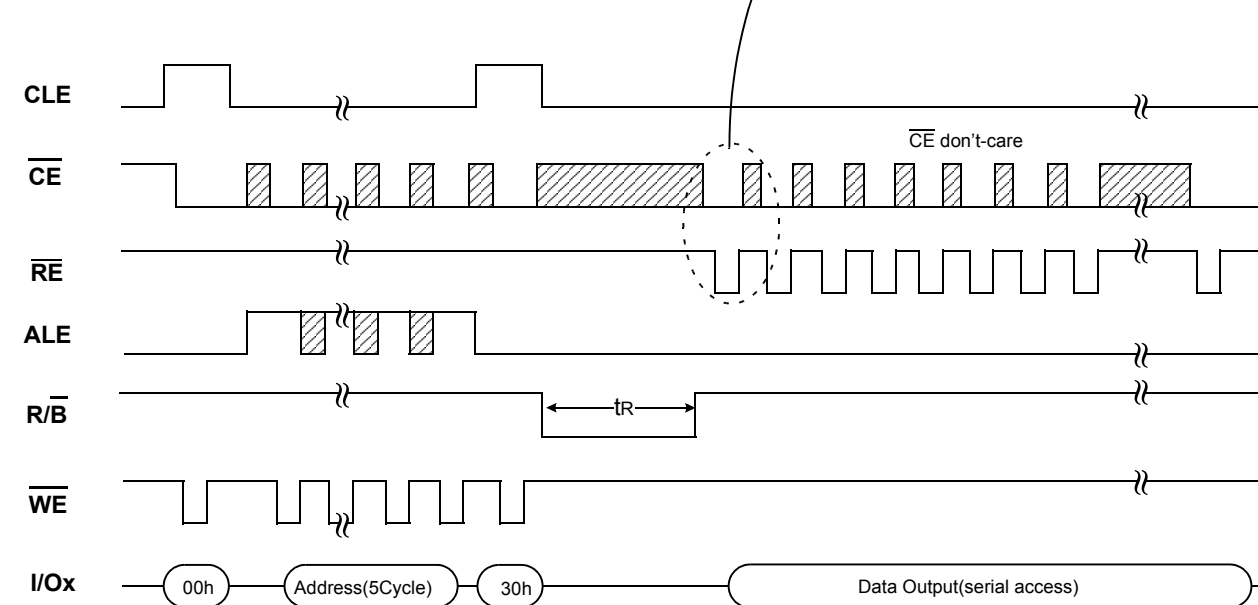 CLE
CE don't-care
CE
RE
ALE
R/B
tR
WE
I/Ox
00h
Address(5Cycle)
30h
Data Output(serial access)